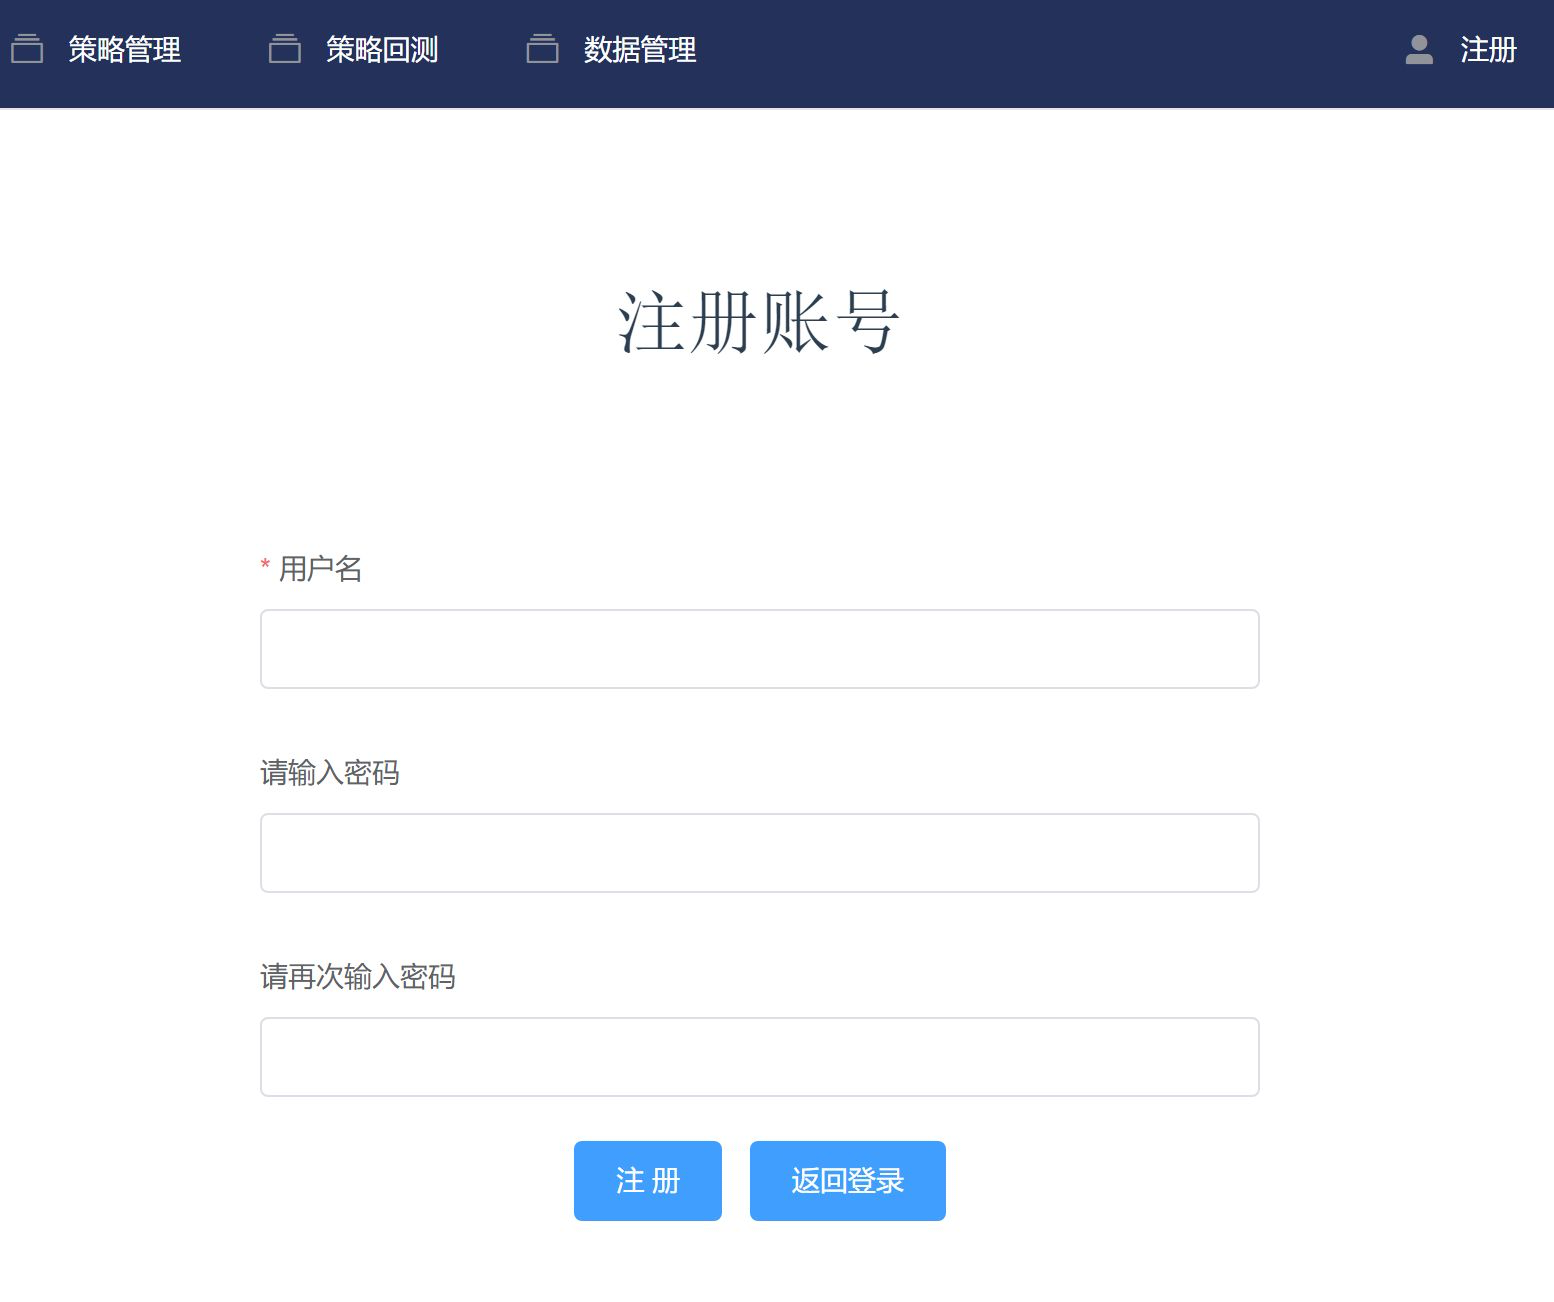 策略管理 策略回测 数据管理 注册
注册账号
* 用户名
请输入密码
请再次输入密码
注 册 返回登录